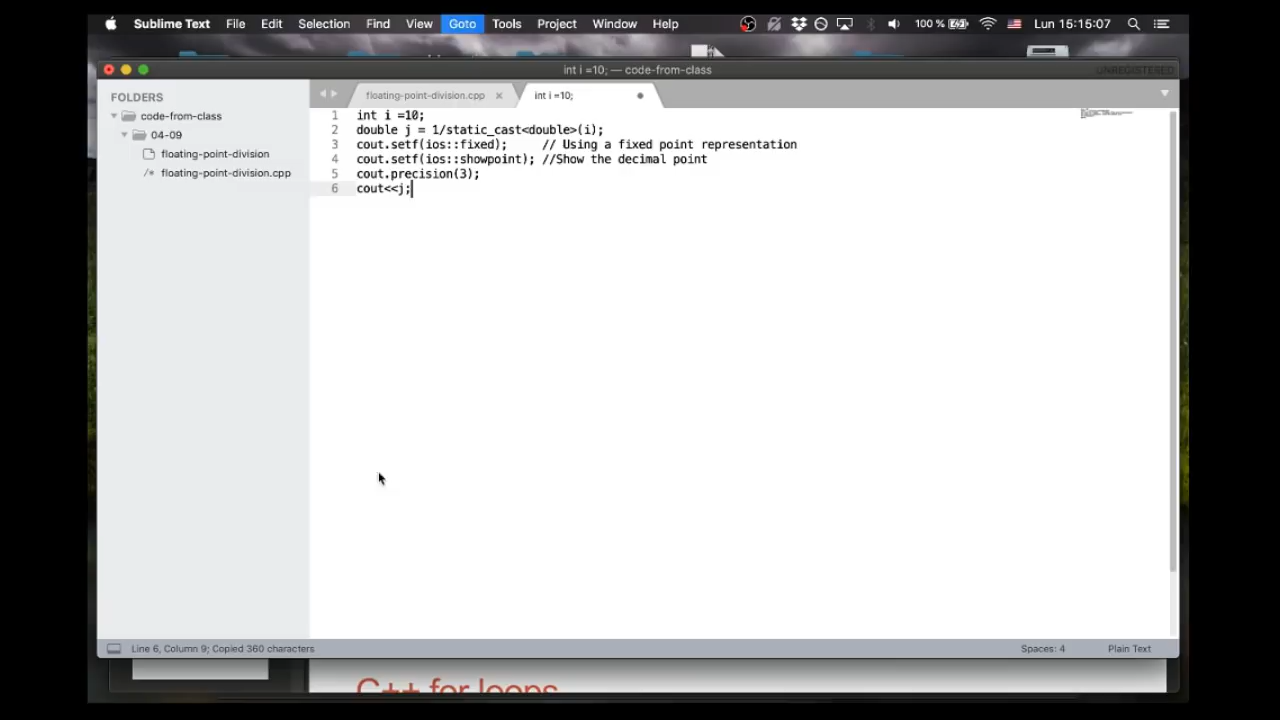 Sublime Text File Edit Selection Find View Goto Tools Project Window Help 100 % Lun 15:15:07
int i =10; — code-from-class UNREGISTERED
FOLDERS
code-from-class
04-09
floating-point-division
floating-point-division.cpp
floating-point-division.cpp × int i =10;
1 int i =10;
2 double j = 1/static_cast<double>(i);
3 cout.setf(ios::fixed); // Using a fixed point representation
4 cout.setf(ios::showpoint); //Show the decimal point
5 cout.precision(3);
6 cout<<j;
Line 6, Column 9; Copied 360 characters Spaces: 4 Plain Text
C++ for loops